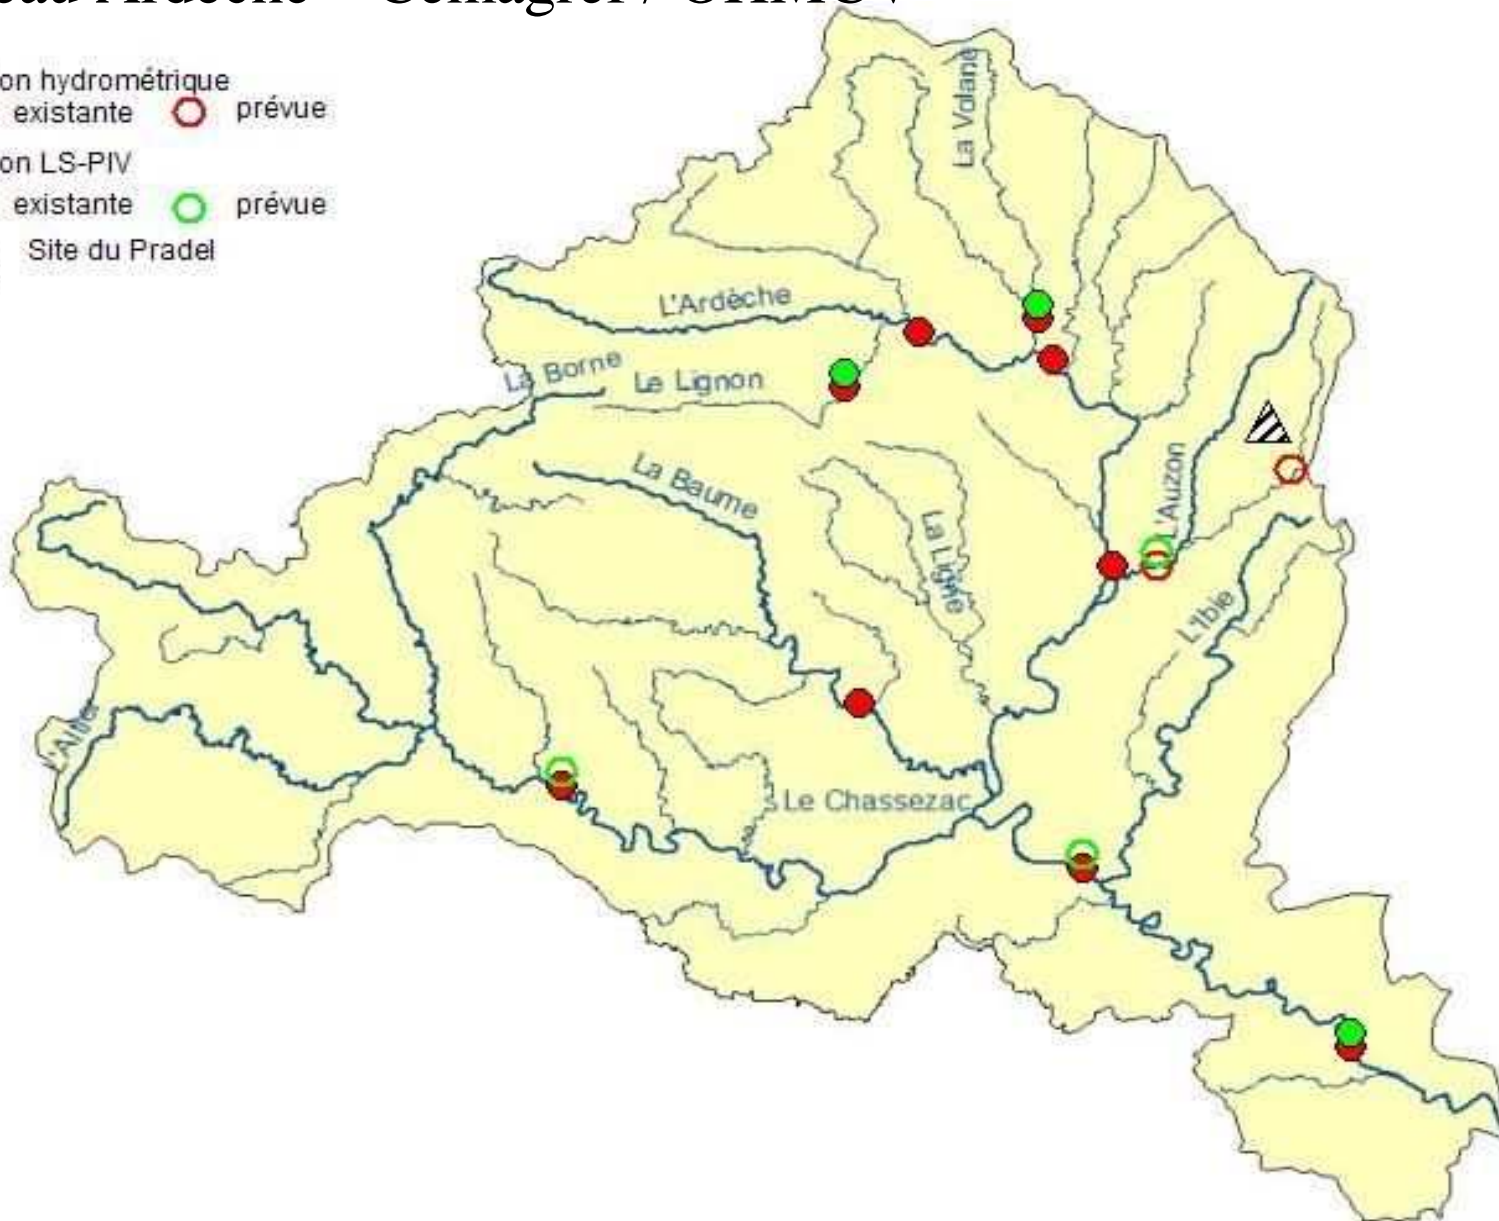 on hydrométrique
existante prévue
on LS-PIV
existante prévue
Site du Pradel
La Volane
L'Ardèche
La Borne
Le Lignon
La Baume
La Ligne
L'Auzon
L'Ibie
L'Altier
Le Chassezac